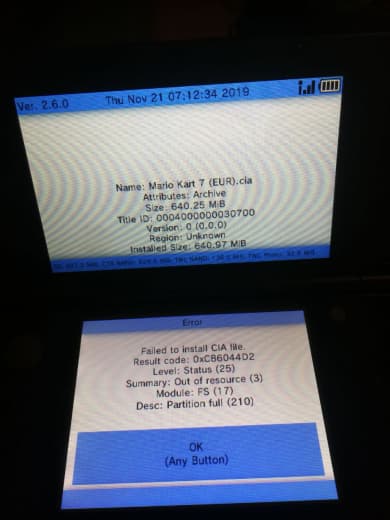 Ver. 2.6.0
Thu Nov 21 07:12:34 2019
Name: Mario Kart 7 (EUR).cia
Attributes: Archive
Size: 640.25 MiB
Title ID: 0004000000030700
Version: 0 (0.0.0)
Region: Unknown
Installed Size: 640.97 MiB
Error
Failed to install CIA file.
Result code: 0xC86044D2
Level: Status (25)
Summary: Out of resource (3)
Module: FS (17)
Desc: Partition full (210)
OK
(Any Button)